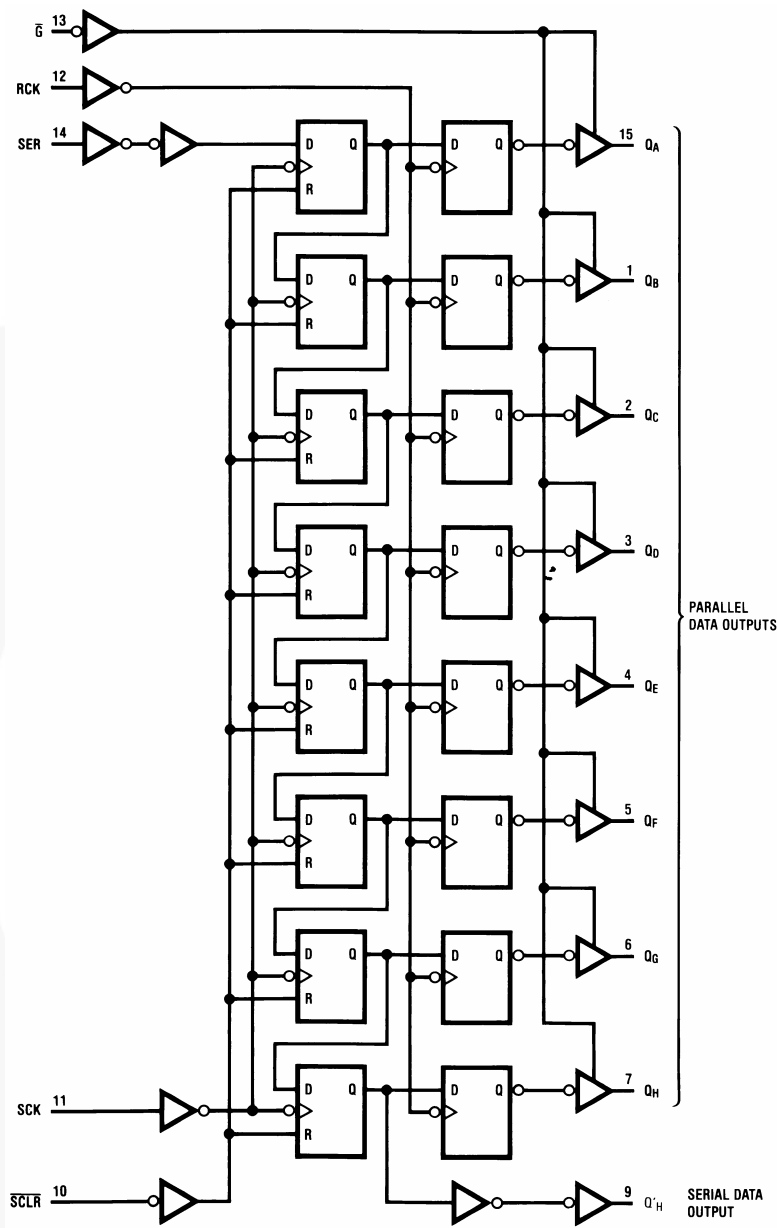 G̅ 13
RCK 12
SER 14
D Q D Q 15 QA
R
D Q D Q 1 QB
R
D Q D Q 2 QC
R
D Q D Q 3 QD
R
PARALLEL
DATA OUTPUTS
D Q D Q 4 QE
R
D Q D Q 5 QF
R
D Q D Q 6 QG
R
D Q D Q 7 QH
SCK 11
R
S̅C̅L̅R̅ 10
9 Q'H SERIAL DATA
OUTPUT